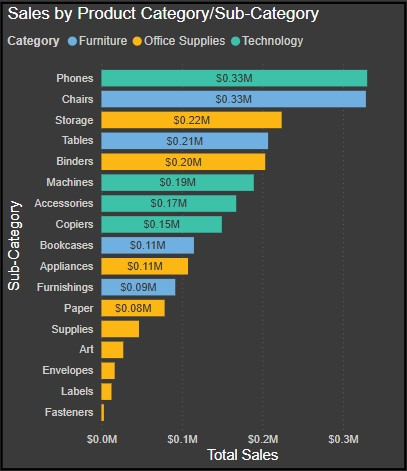 Sales by Product Category/Sub-Category
Category Furniture Office Supplies Technology
Phones $0.33M
Chairs $0.33M
Storage $0.22M
Tables $0.21M
Binders $0.20M
Machines $0.19M
Accessories $0.17M
Copiers $0.15M
Bookcases $0.11M
Appliances $0.11M
Furnishings $0.09M
Paper $0.08M
Supplies
Art
Envelopes
Labels
Fasteners
Sub-Category
$0.0M $0.1M $0.2M $0.3M
Total Sales